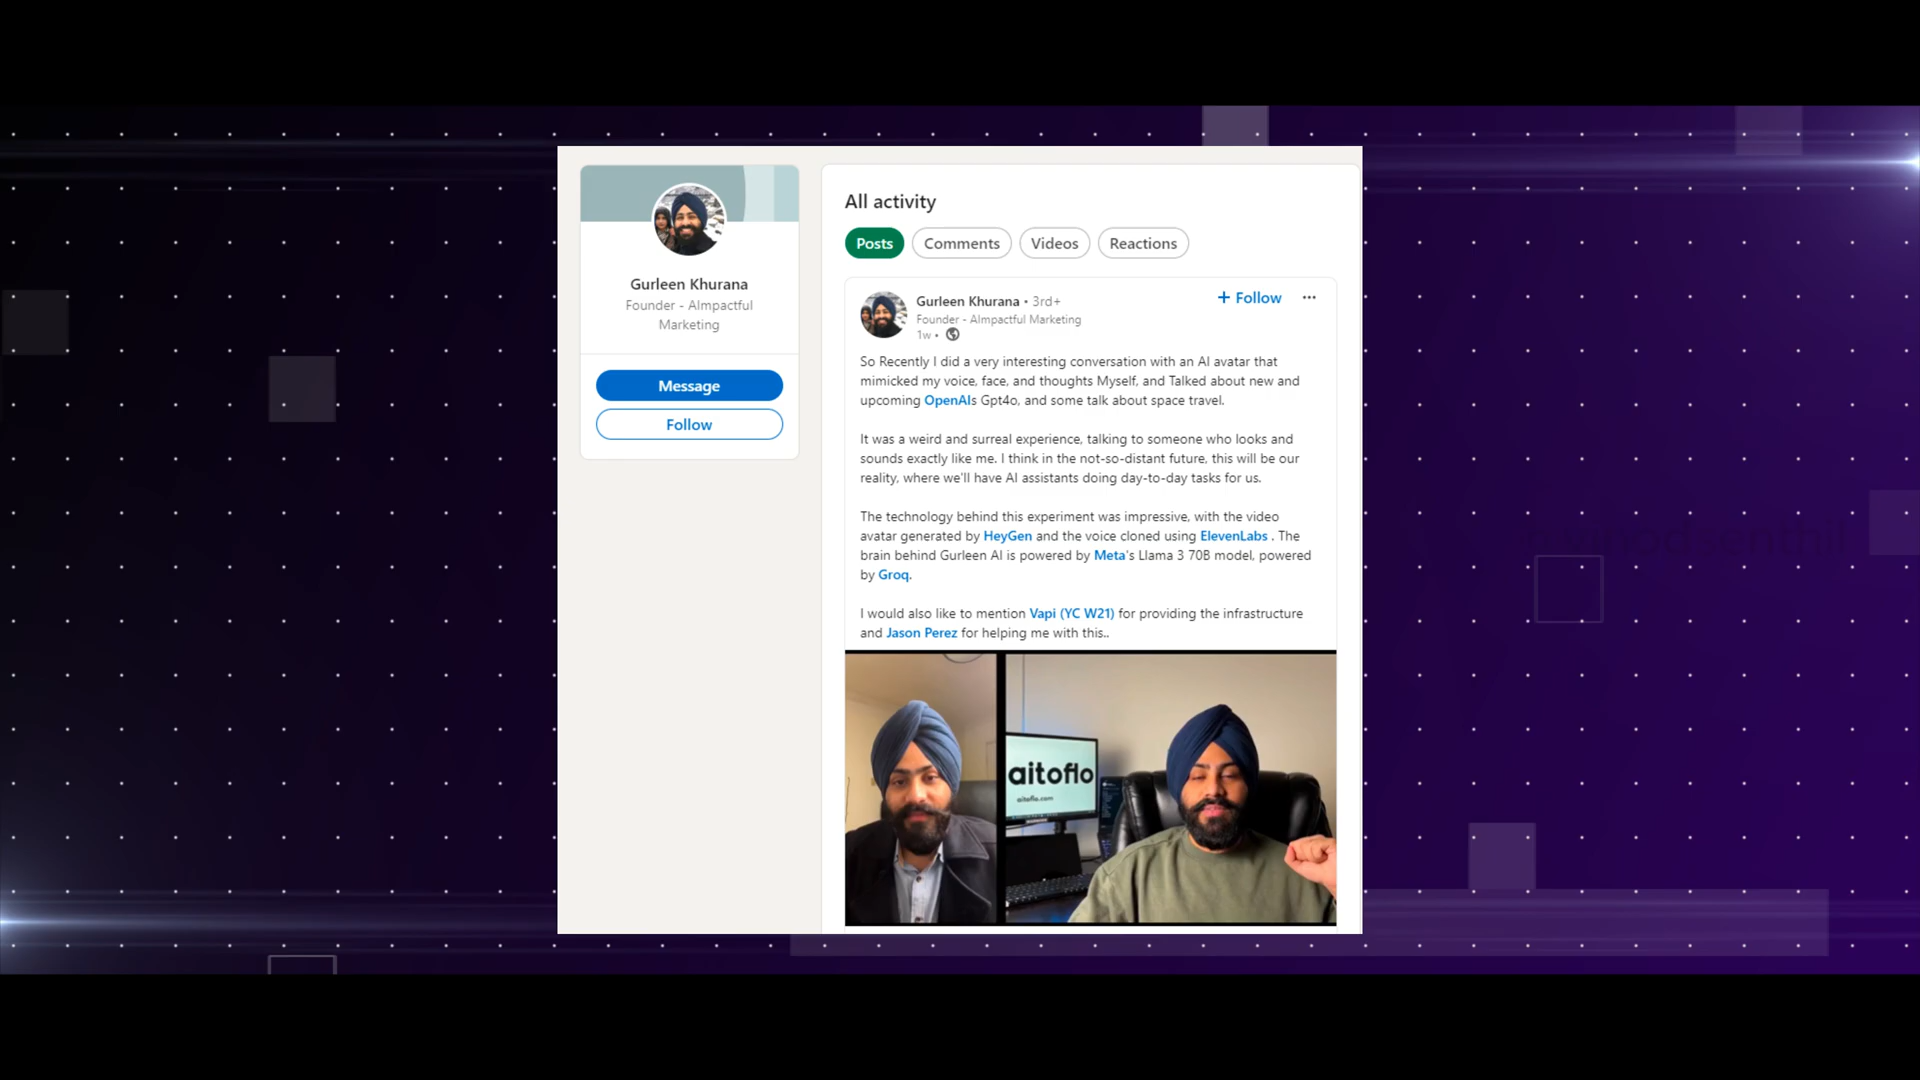 Gurleen Khurana
Founder - AImpactful
Marketing
Message
Follow
All activity
Posts
Comments
Videos
Reactions
Gurleen Khurana • 3rd+
Founder - AImpactful Marketing
1w •
+ Follow
So Recently I did a very interesting conversation with an AI avatar that
mimicked my voice, face, and thoughts Myself, and Talked about new and
upcoming OpenAIs Gpt4o, and some talk about space travel.
It was a weird and surreal experience, talking to someone who looks and
sounds exactly like me. I think in the not-so-distant future, this will be our
reality, where we'll have AI assistants doing day-to-day tasks for us.
The technology behind this experiment was impressive, with the video
avatar generated by HeyGen and the voice cloned using ElevenLabs . The
brain behind Gurleen AI is powered by Meta's Llama 3 70B model, powered
by Groq.
I would also like to mention Vapi (YC W21) for providing the infrastructure
and Jason Perez for helping me with this..
aitoflo
aitoflo.com